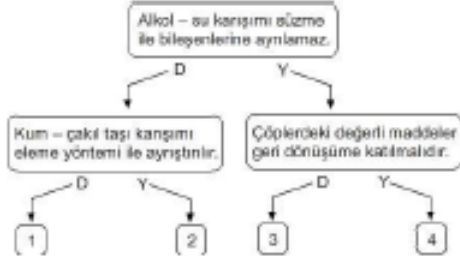 Alkol – su karışımı süzme
ile bileşenlerine ayrılamaz.
D Y
Kum – çakıl taşı karışımı
eleme yöntemi ile ayrıştırılır.
Çöplerdeki değerli maddeler
geri dönüşüme katılmalıdır.
D Y D Y
1 2 3 4